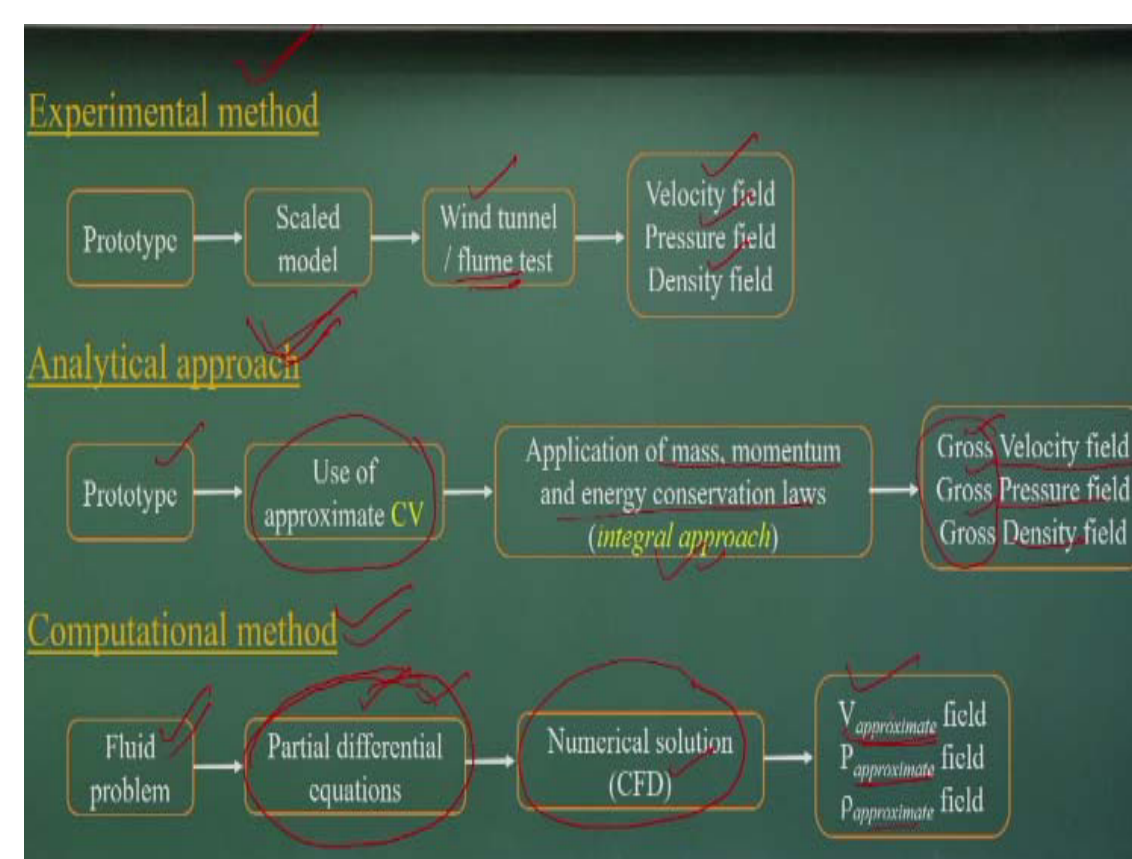 Experimental method
Prototype
Scaled
model
Wind tunnel
/ flume test
Velocity field
Pressure field
Density field
Analytical approach
Prototype
Use of
approximate CV
Application of mass, momentum
and energy conservation laws
(integral approach)
Gross Velocity field
Gross Pressure field
Gross Density field
Computational method
Fluid
problem
Partial differential
equations
Numerical solution
(CFD)
Vapproximate field
Papproximate field
ρapproximate field